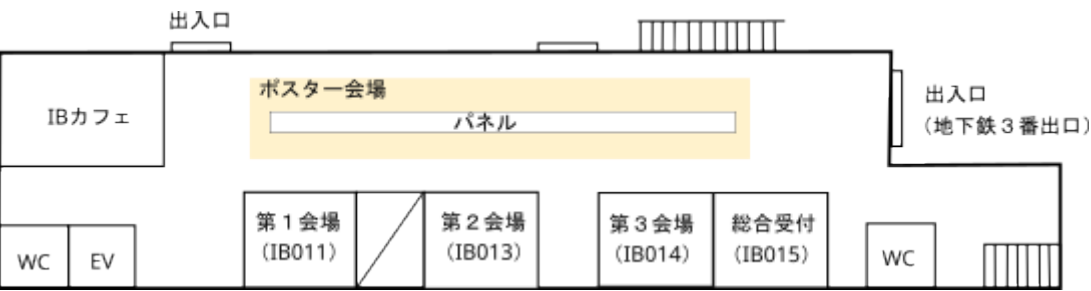 出入口
IBカフェ
ポスター会場
パネル
出入口
（地下鉄３番出口）
WC
EV
第１会場
（IB011）
第２会場
（IB013）
第３会場
（IB014）
総合受付
（IB015）
WC